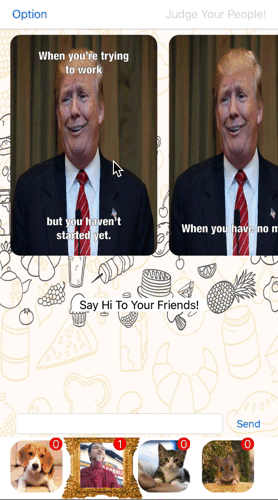 Option
Judge Your People!
When you're trying
to work
but you haven't
started yet.
When you have no m
Say Hi To Your Friends!
Send
0
1
0
0